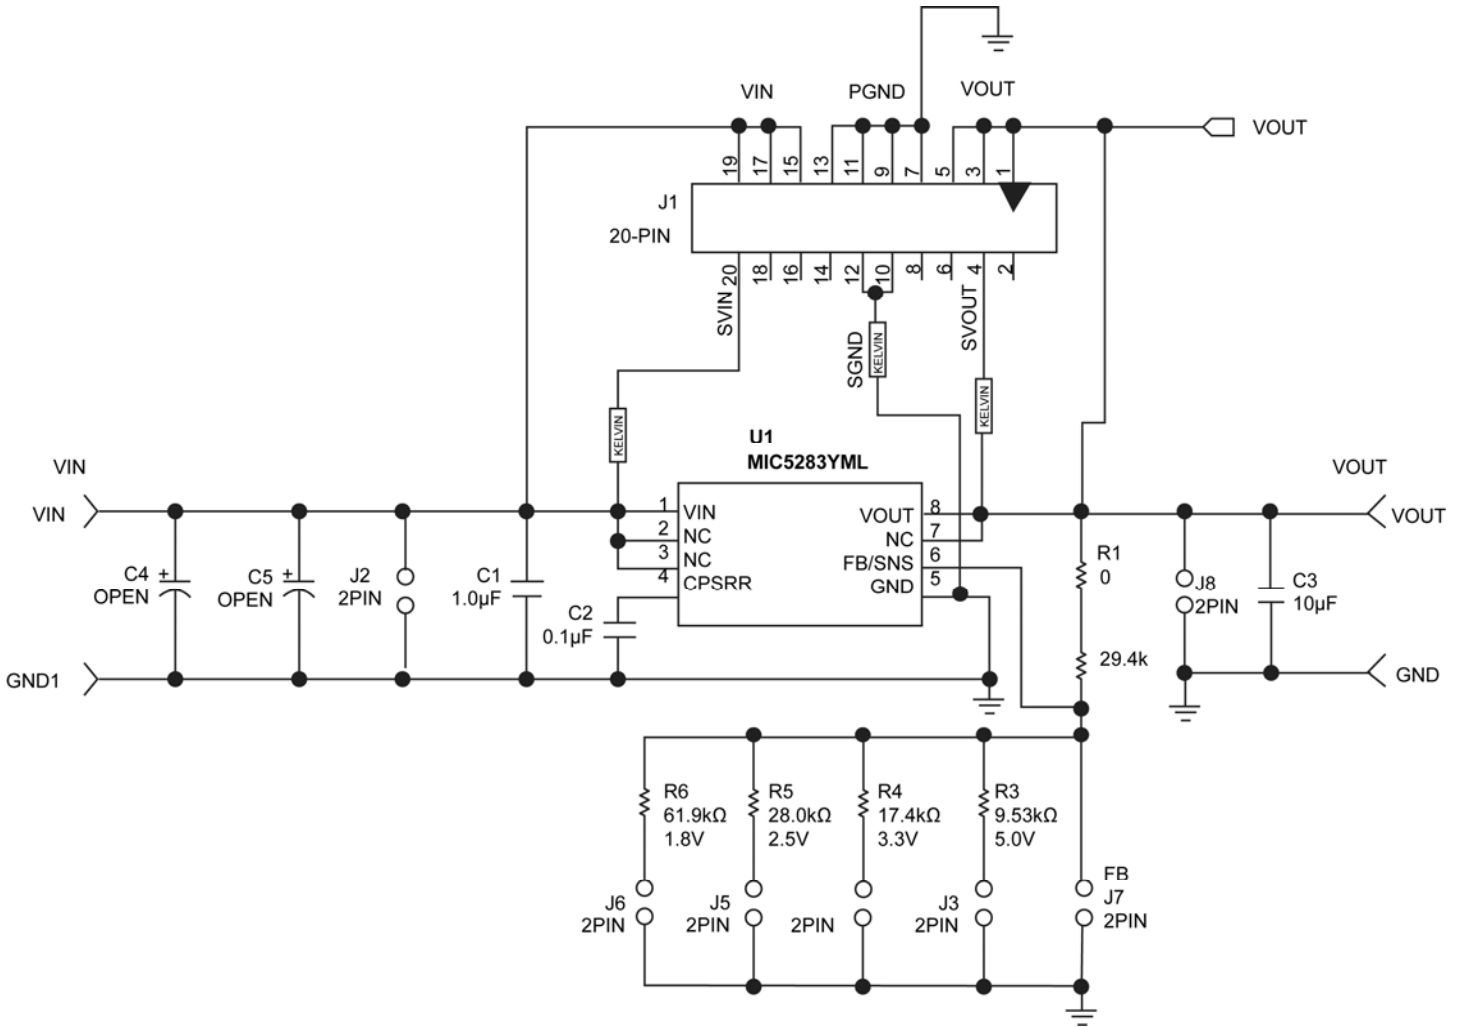 VIN PGND VOUT
VOUT
19 17 15 13 11 9 7 5 3 1
J1
20-PIN
20 18 16 14 12 10 8 6 4 2
SVIN
SGND
SVOUT
KELVIN
KELVIN
KELVIN
U1
MIC5283YML
VIN
VIN
VOUT
VOUT
1 VIN
2 NC
3 NC
4 CPSRR
VOUT 8
NC 7
FB/SNS 6
GND 5
C4 +
OPEN
C5 +
OPEN
J2
2PIN
C1
1.0µF
C2
0.1µF
R1
0
29.4k
J8
2PIN
C3
10µF
GND1
GND
R6
61.9kΩ
1.8V
R5
28.0kΩ
2.5V
R4
17.4kΩ
3.3V
R3
9.53kΩ
5.0V
J6
2PIN
J5
2PIN
2PIN
J3
2PIN
FB
J7
2PIN